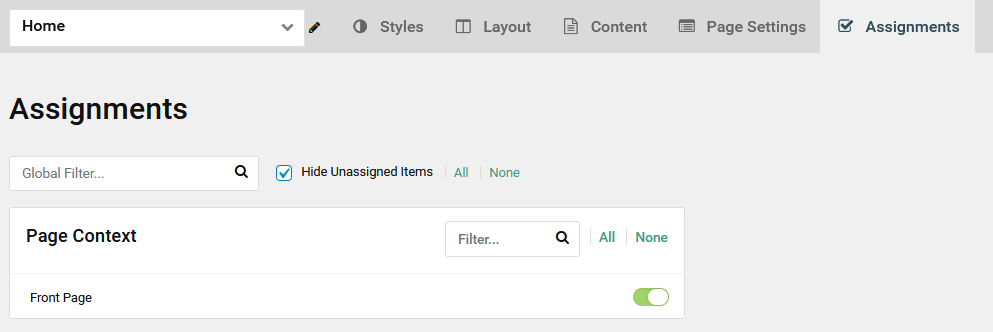 Home Styles Layout Content Page Settings Assignments
Assignments
Global Filter... Hide Unassigned Items All None
Page Context Filter... All None
Front Page